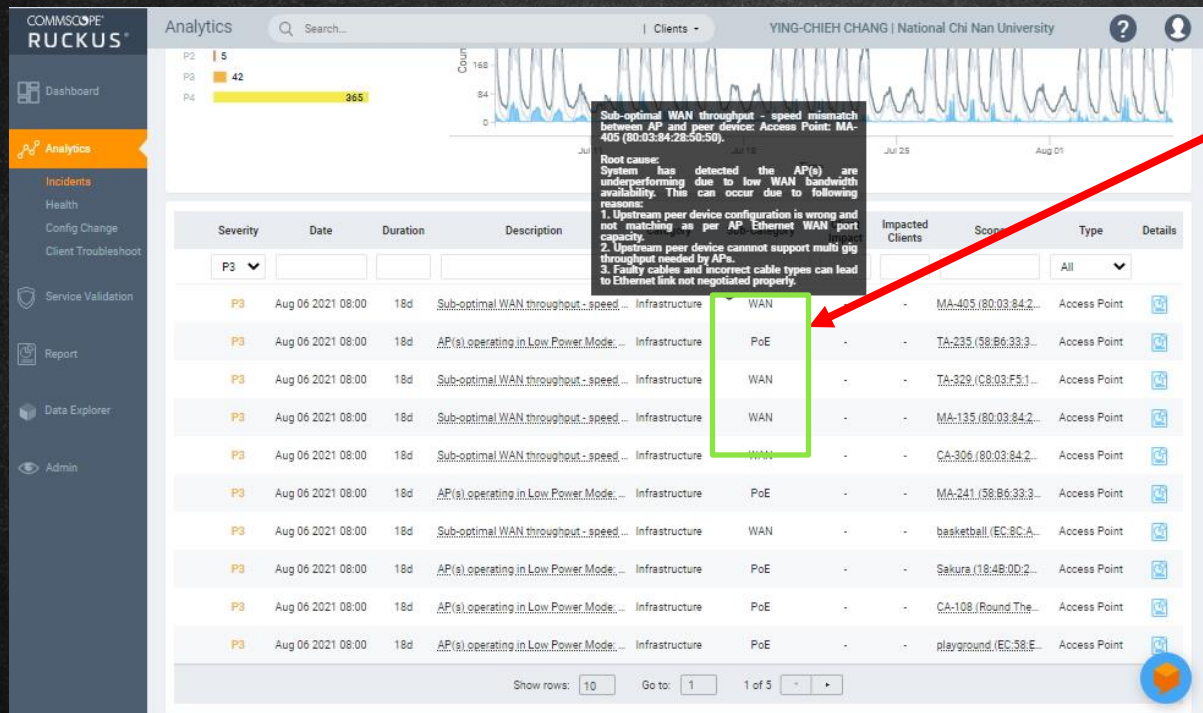 COMMSCOPE®
RUCKUS®
Analytics
Search...
| Clients
YING-CHIEH CHANG | National Chi Nan University
?
Dashboard
Analytics
Incidents
Health
Config Change
Client Troubleshoot
Service Validation
Report
Data Explorer
Admin
P2 5
P3 42
P4 365
Coun
168
84
0
Jul 25
Aug 01
Sub-optimal WAN throughput - speed mismatch
between AP and peer device: Access Point: MA-
405 (80:03:84:28:50:50).
Root cause:
System has detected the AP(s) are
underperforming due to low WAN bandwidth
availability. This can occur due to following
reasons:
1. Upstream peer device configuration is wrong and
not matching as per AP Ethernet WAN port
capacity.
2. Upstream peer device cannnot support multi gig
throughput needed by APs.
3. Faulty cables and incorrect cable types can lead
to Ethernet link not negotiated properly.
Severity Date Duration Description Impacted Clients Scope Type Details
P3 All
P3 Aug 06 2021 08:00 18d Sub-optimal WAN throughput - speed ... Infrastructure WAN - - MA-405 (80:03:84:2... Access Point
P3 Aug 06 2021 08:00 18d AP(s) operating in Low Power Mode: ... Infrastructure PoE - - TA-235 (58:B6:33:3... Access Point
P3 Aug 06 2021 08:00 18d Sub-optimal WAN throughput - speed ... Infrastructure WAN - - TA-329 (C8:03:F5:1... Access Point
P3 Aug 06 2021 08:00 18d Sub-optimal WAN throughput - speed ... Infrastructure WAN - - MA-135 (80:03:84:2... Access Point
P3 Aug 06 2021 08:00 18d Sub-optimal WAN throughput - speed ... Infrastructure WAN - - CA-306 (80:03:84:2... Access Point
P3 Aug 06 2021 08:00 18d AP(s) operating in Low Power Mode: ... Infrastructure PoE - - MA-241 (58:B6:33:3... Access Point
P3 Aug 06 2021 08:00 18d Sub-optimal WAN throughput - speed ... Infrastructure WAN - - basketball (EC:8C:A... Access Point
P3 Aug 06 2021 08:00 18d AP(s) operating in Low Power Mode: ... Infrastructure PoE - - Sakura (18:4B:0D:2... Access Point
P3 Aug 06 2021 08:00 18d AP(s) operating in Low Power Mode: ... Infrastructure PoE - - CA-108 (Round The... Access Point
P3 Aug 06 2021 08:00 18d AP(s) operating in Low Power Mode: ... Infrastructure PoE - - playground (EC:58:E... Access Point
Show rows: 10 Go to: 1 1 of 5